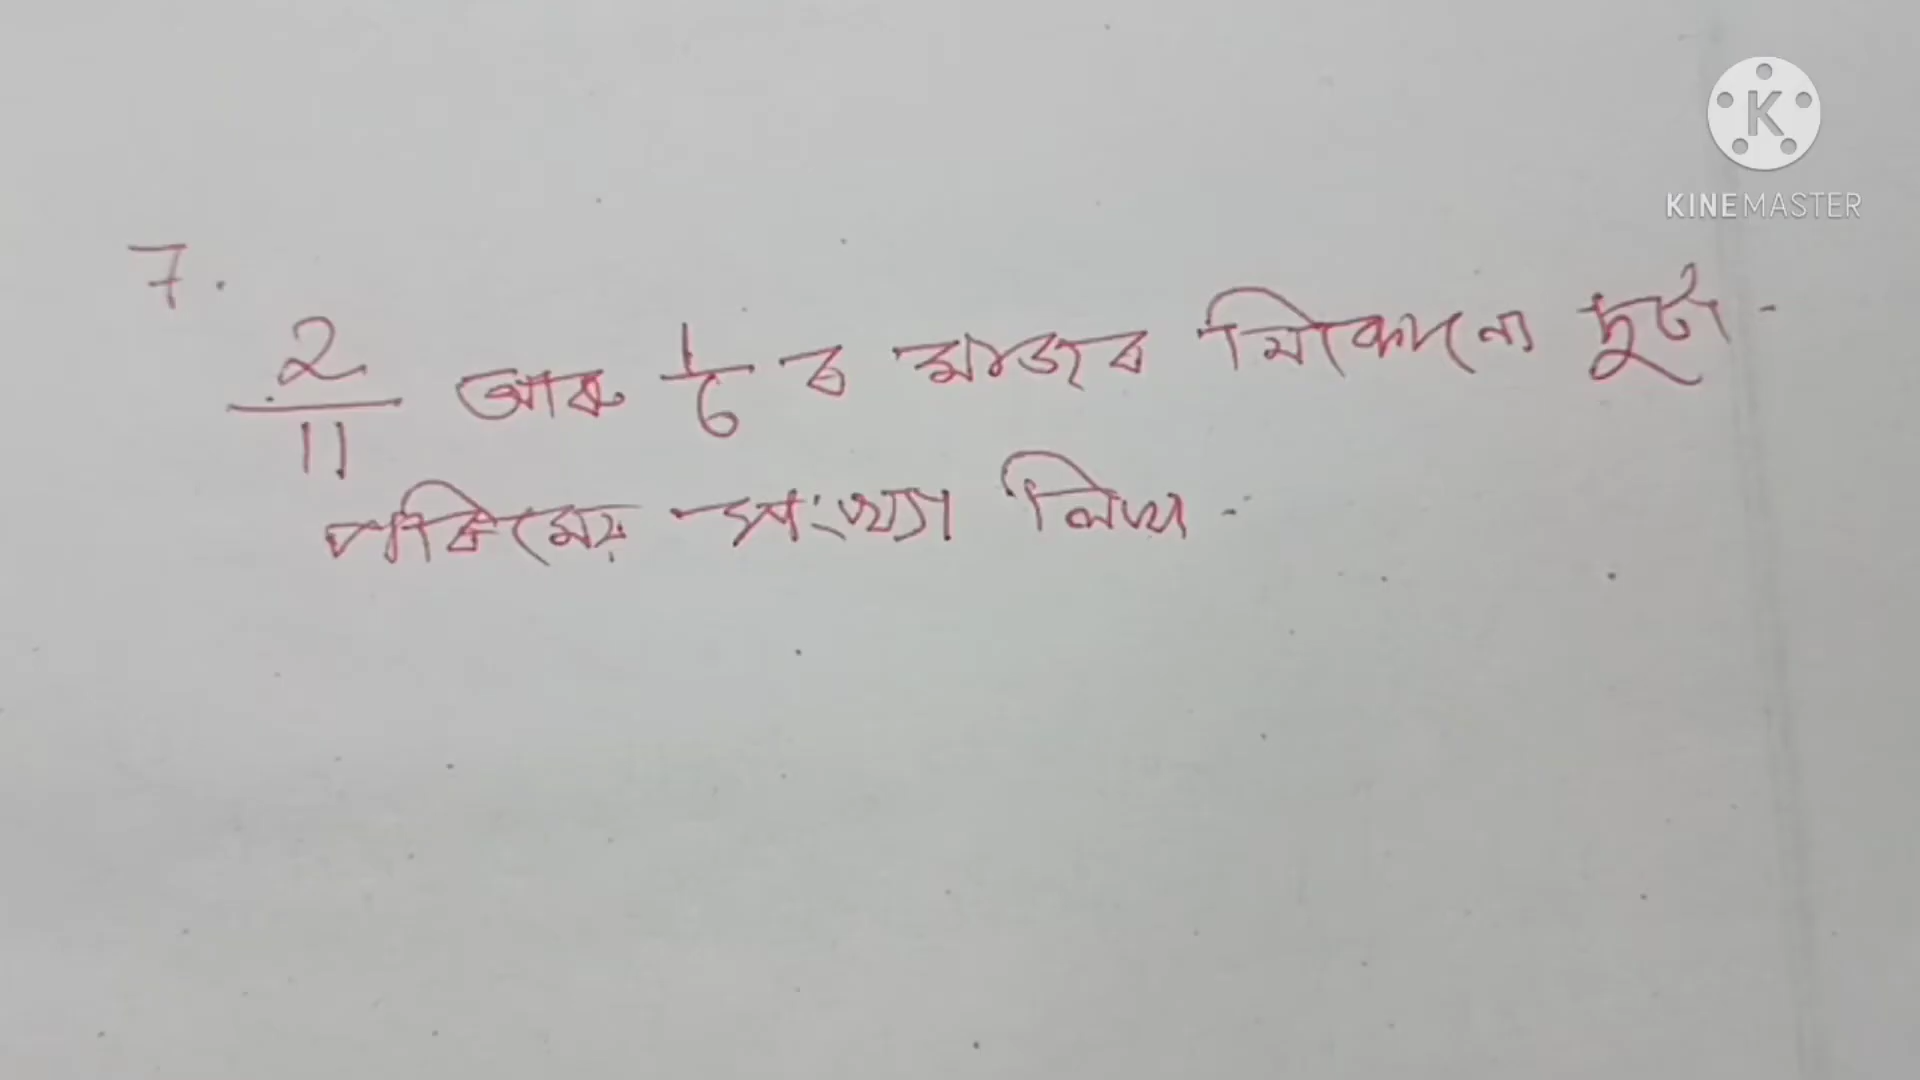 KINEMASTER
7.
2/11 আৰু 1/6 ৰ মাজৰ যিকোনো দুটা
পৰিমেয় সংখ্যা লিখা